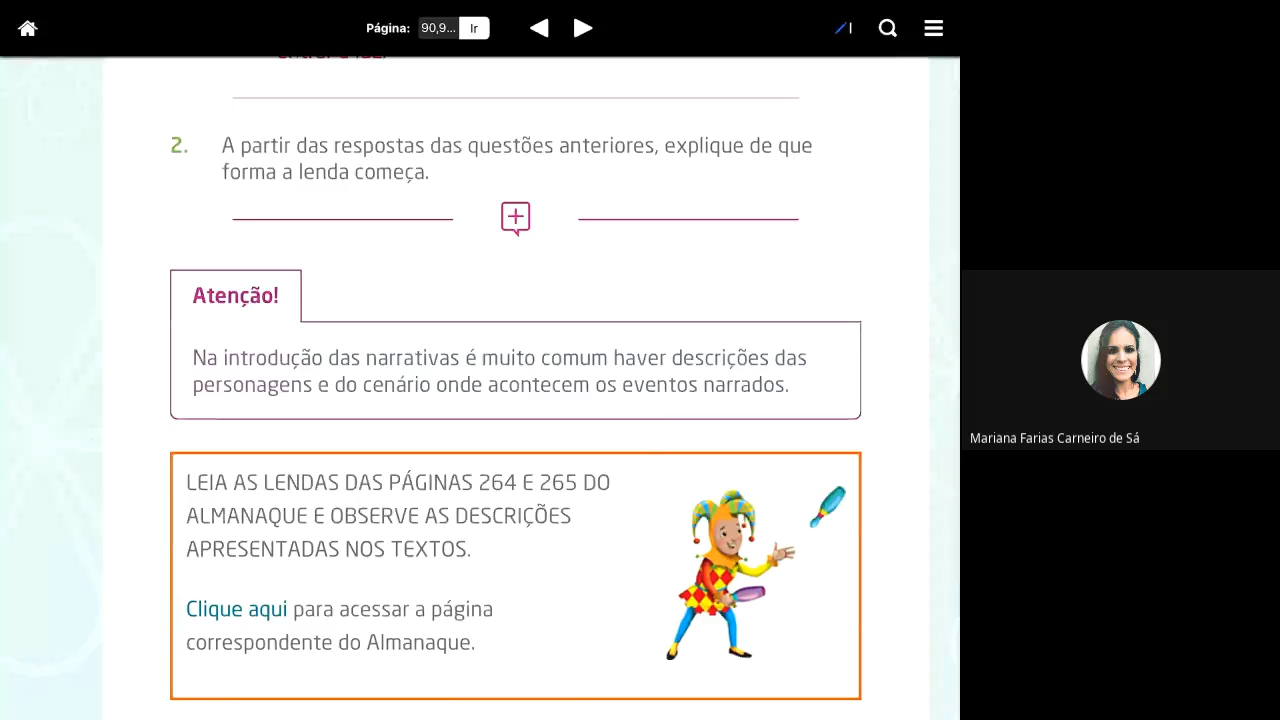 Página: 90,9... Ir
2. A partir das respostas das questões anteriores, explique de que
forma a lenda começa.
Atenção!
Na introdução das narrativas é muito comum haver descrições das
personagens e do cenário onde acontecem os eventos narrados.
LEIA AS LENDAS DAS PÁGINAS 264 E 265 DO
ALMANAQUE E OBSERVE AS DESCRIÇÕES
APRESENTADAS NOS TEXTOS.
Clique aqui para acessar a página
correspondente do Almanaque.
Mariana Farias Carneiro de Sá